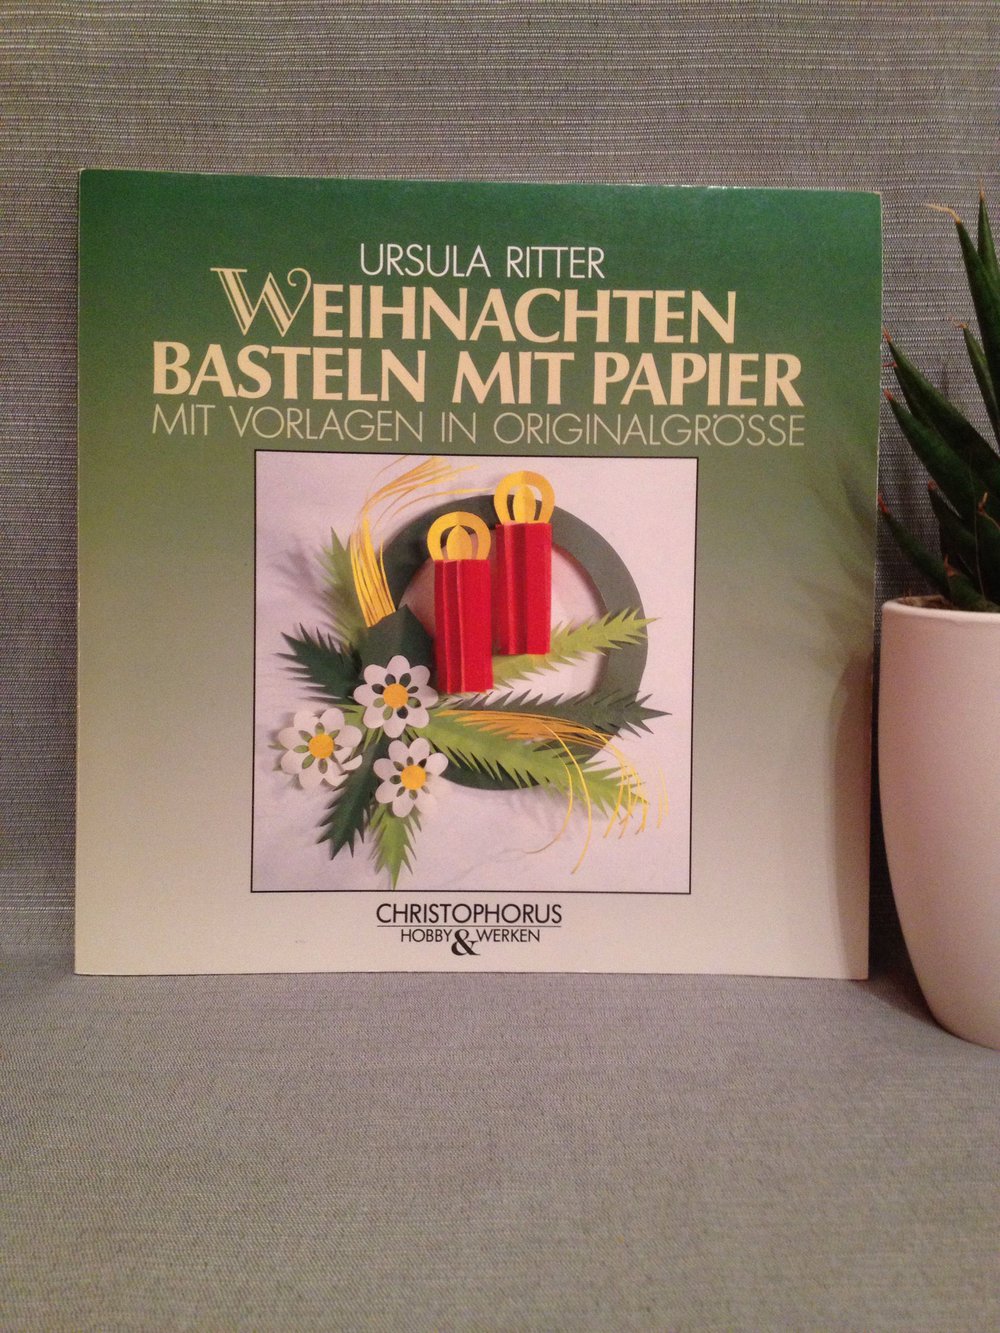 URSULA RITTER
WEIHNACHTEN
BASTELN MIT PAPIER
MIT VORLAGEN IN ORIGINALGRÖSSE
CHRISTOPHORUS
HOBBY & WERKEN